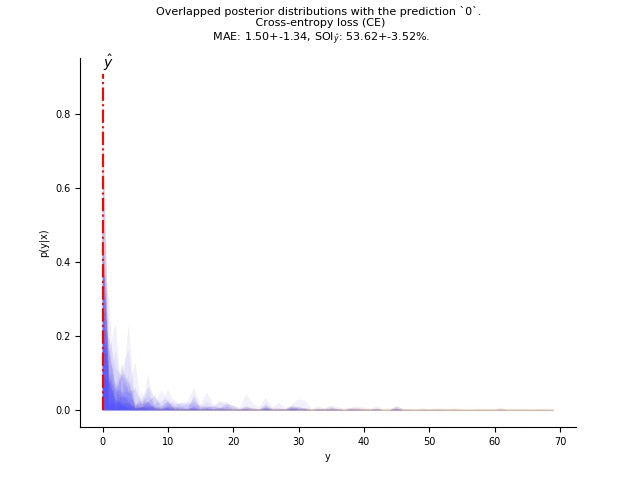 Overlapped posterior distributions with the prediction `0`.
Cross-entropy loss (CE)
MAE: 1.50+-1.34, SOIŷ: 53.62+-3.52%.
ŷ
0.8
0.6
0.4
0.2
0.0
p(y|x)
0 10 20 30 40 50 60 70
y